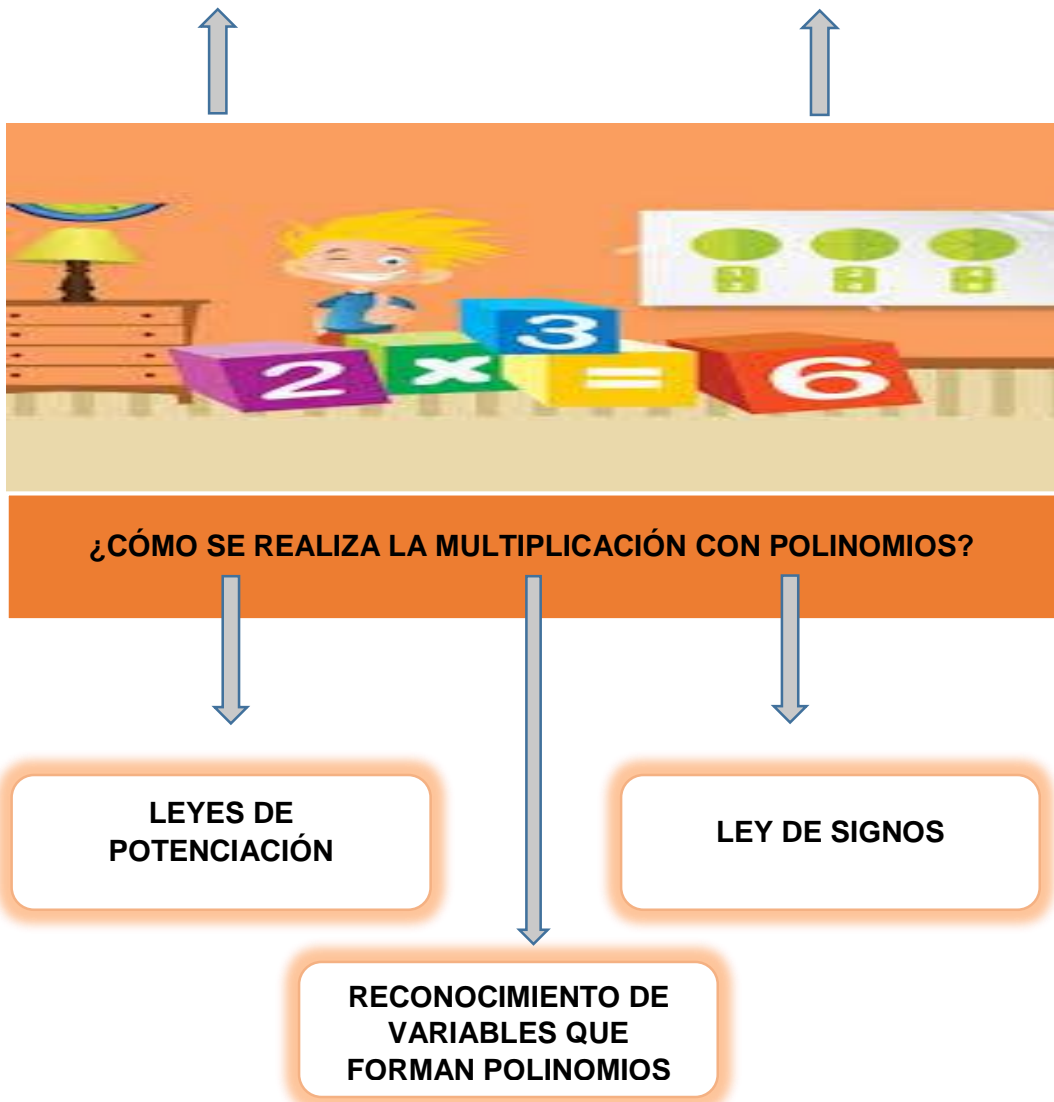 2 x 3 = 6
¿CÓMO SE REALIZA LA MULTIPLICACIÓN CON POLINOMIOS?
LEYES DE
POTENCIACIÓN
LEY DE SIGNOS
RECONOCIMIENTO DE
VARIABLES QUE
FORMAN POLINOMIOS